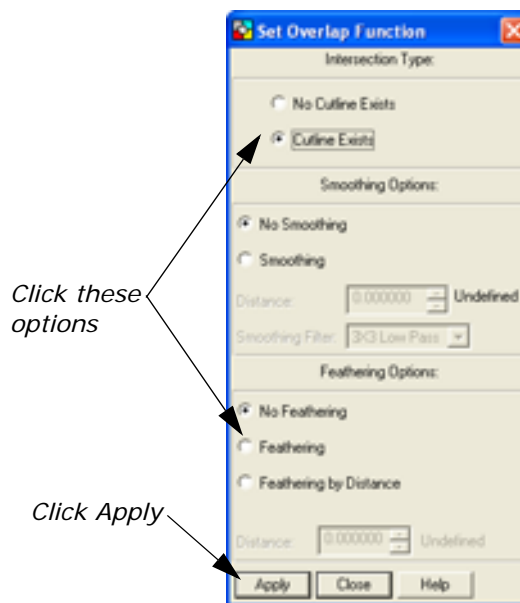 Set Overlap Function
Intersection Type:
No Cutline Exists
Cutline Exists
Smoothing Options:
No Smoothing
Smoothing
Distance: 0.000000 Undefined
Smoothing Filter: 3X3 Low Pass
Click these
options
Feathering Options:
No Feathering
Feathering
Feathering by Distance
Click Apply
Distance: 0.000000 Undefined
Apply Close Help